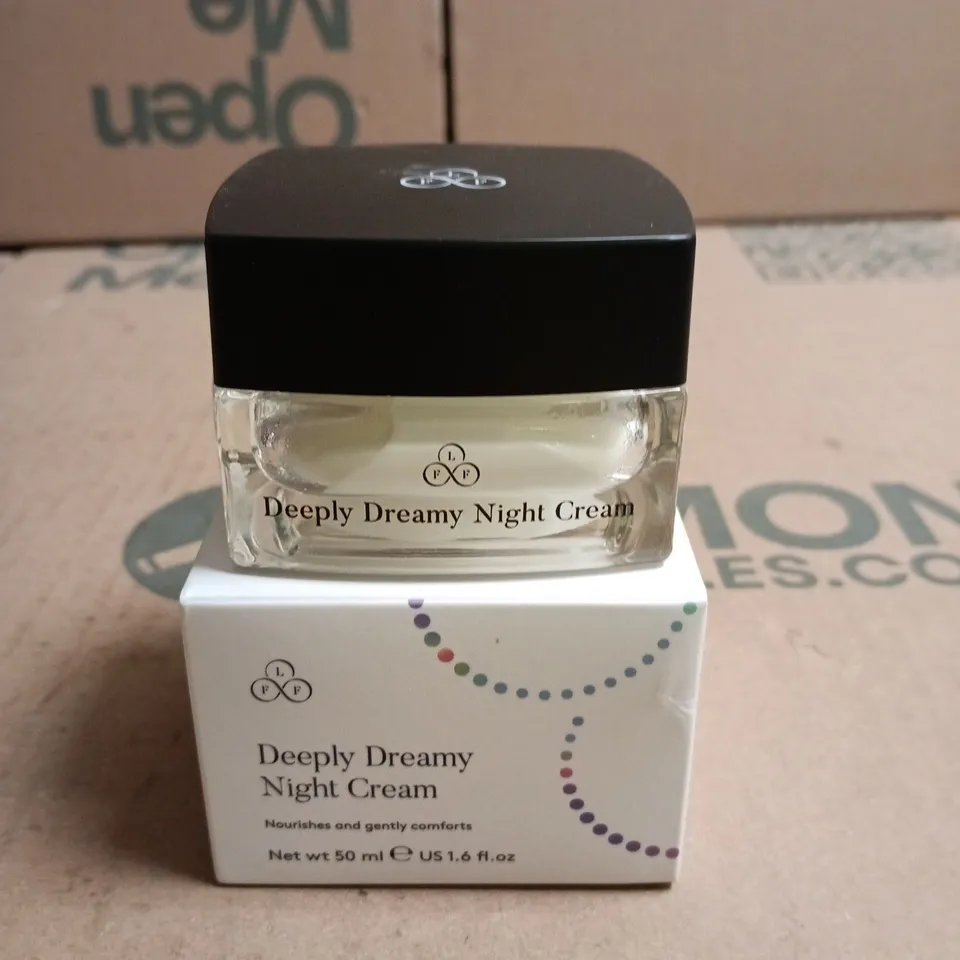 Open
Me
L
F F
L
F F
Deeply Dreamy Night Cream
MON
LES.CO
L
F F
Deeply Dreamy
Night Cream
Nourishes and gently comforts
Net wt 50 ml e US 1.6 fl.oz